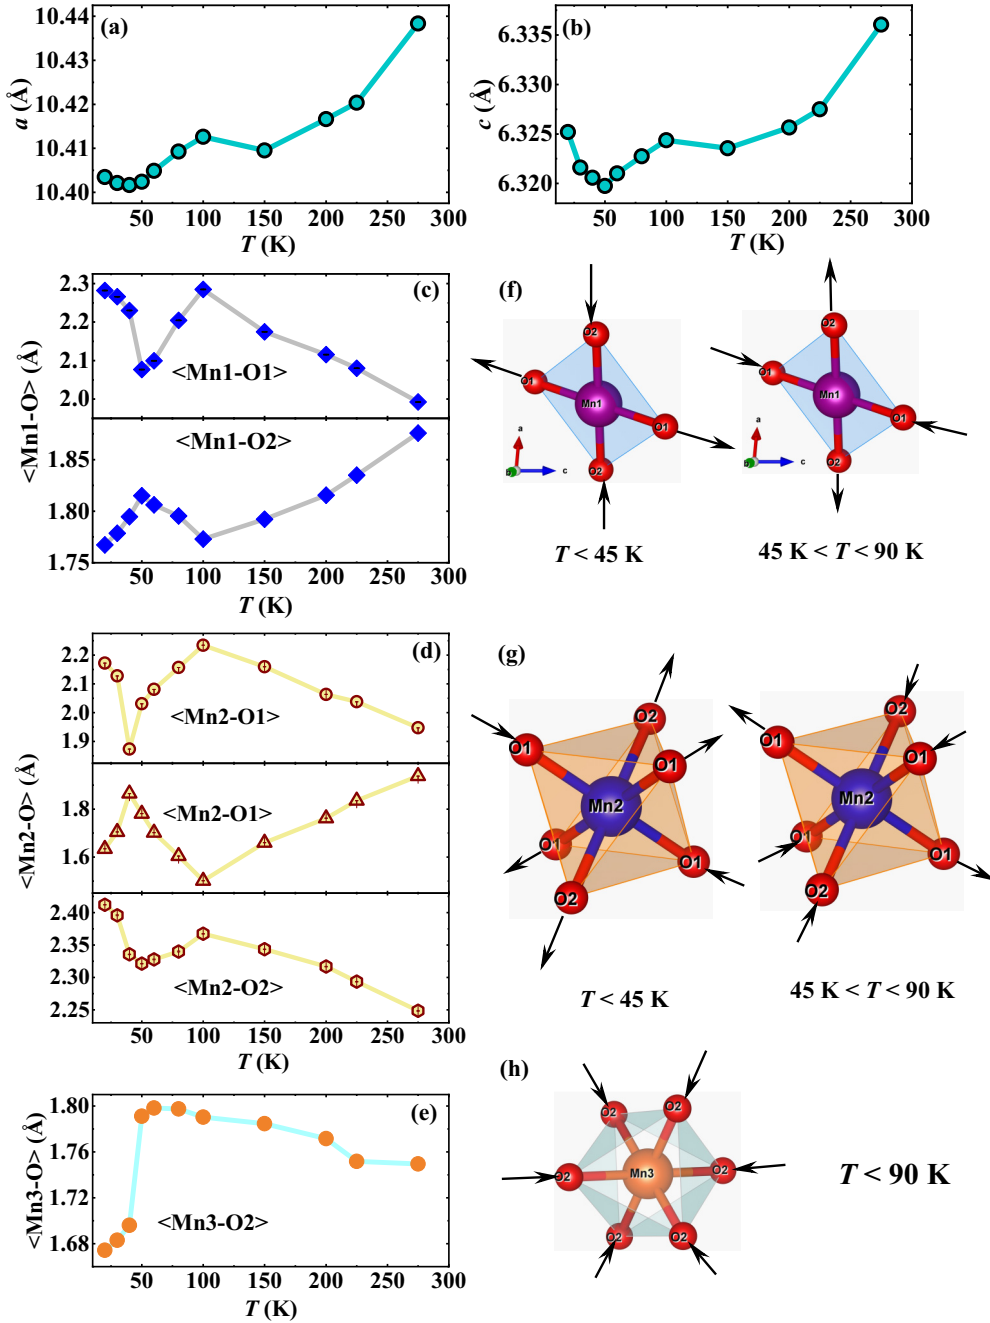 (a)
a (Å)
10.44
10.43
10.42
10.41
10.40
50 100 150 200 250 300
T (K)
(b)
c (Å)
6.335
6.330
6.325
6.320
50 100 150 200 250 300
T (K)
(c)
<Mn1-O> (Å)
2.3
2.2
2.1
2.0
<Mn1-O1>
<Mn1-O2>
1.85
1.80
1.75
50 100 150 200 250 300
T (K)
(f)
O2
O1
Mn1
O1
O2
a
b
c
T < 45 K
O2
O1
Mn1
O1
O2
a
b
c
45 K < T < 90 K
(d)
<Mn2-O> (Å)
2.2
2.1
2.0
1.9
<Mn2-O1>
1.8
1.6
<Mn2-O1>
2.40
2.35
2.30
2.25
<Mn2-O2>
50 100 150 200 250 300
T (K)
(g)
O2
O1
O1
Mn2
O1
O1
O2
T < 45 K
O2
O1
O1
Mn2
O1
O1
O2
45 K < T < 90 K
(e)
<Mn3-O> (Å)
1.80
1.76
1.72
1.68
<Mn3-O2>
50 100 150 200 250 300
T (K)
(h)
O2
O2
O2
Mn3
O2
O2
O2
T < 90 K